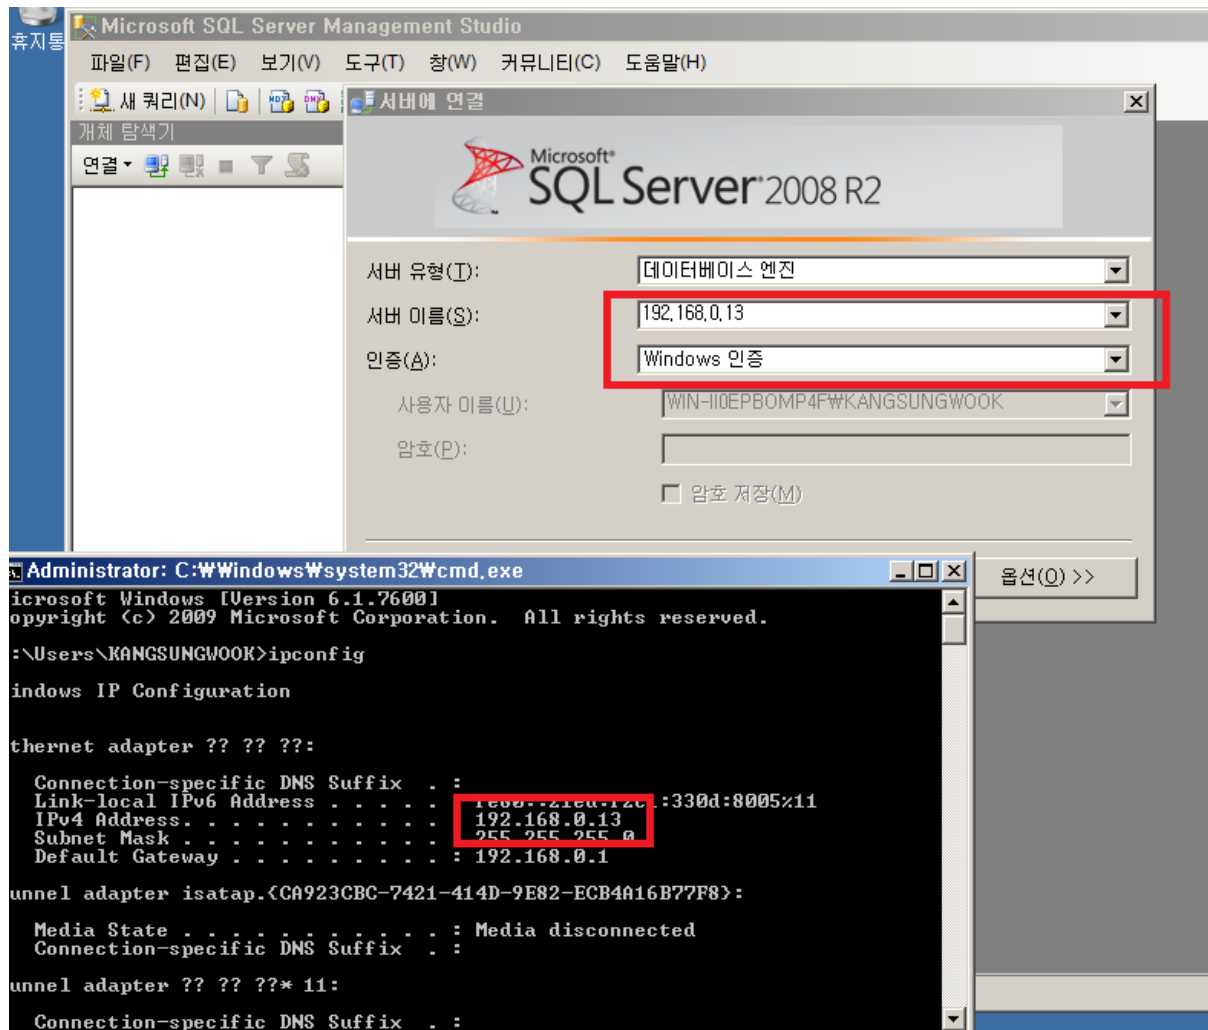 휴지통
Microsoft SQL Server Management Studio
파일(F) 편집(E) 보기(V) 도구(T) 창(W) 커뮤니티(C) 도움말(H)
새 쿼리(N)
개체 탐색기
연결
서버에 연결
Microsoft®
SQL Server® 2008 R2
서버 유형(T): 데이터베이스 엔진
서버 이름(S): 192.168.0.13
인증(A): Windows 인증
사용자 이름(U): WIN-II0EPBOMP4F₩KANGSUNGWOOK
암호(P):
암호 저장(M)
옵션(O) >>
Administrator: C:₩Windows₩system32₩cmd.exe
icrosoft Windows [Version 6.1.7600]
opyright (c) 2009 Microsoft Corporation.  All rights reserved.
:\Users\KANGSUNGWOOK>ipconfig
indows IP Configuration
thernet adapter ?? ?? ??:
Connection-specific DNS Suffix  . :
Link-local IPv6 Address . . . . . :330d:8005%11
IPv4 Address. . . . . . . . . . . 192.168.0.13
Subnet Mask . . . . . . . . . . . 255.255.255.0
Default Gateway . . . . . . . . . : 192.168.0.1
unnel adapter isatap.{CA923CBC-7421-414D-9E82-ECB4A16B77F8}:
Media State . . . . . . . . . . . : Media disconnected
Connection-specific DNS Suffix  . :
unnel adapter ?? ?? ??* 11:
Connection-specific DNS Suffix  . :